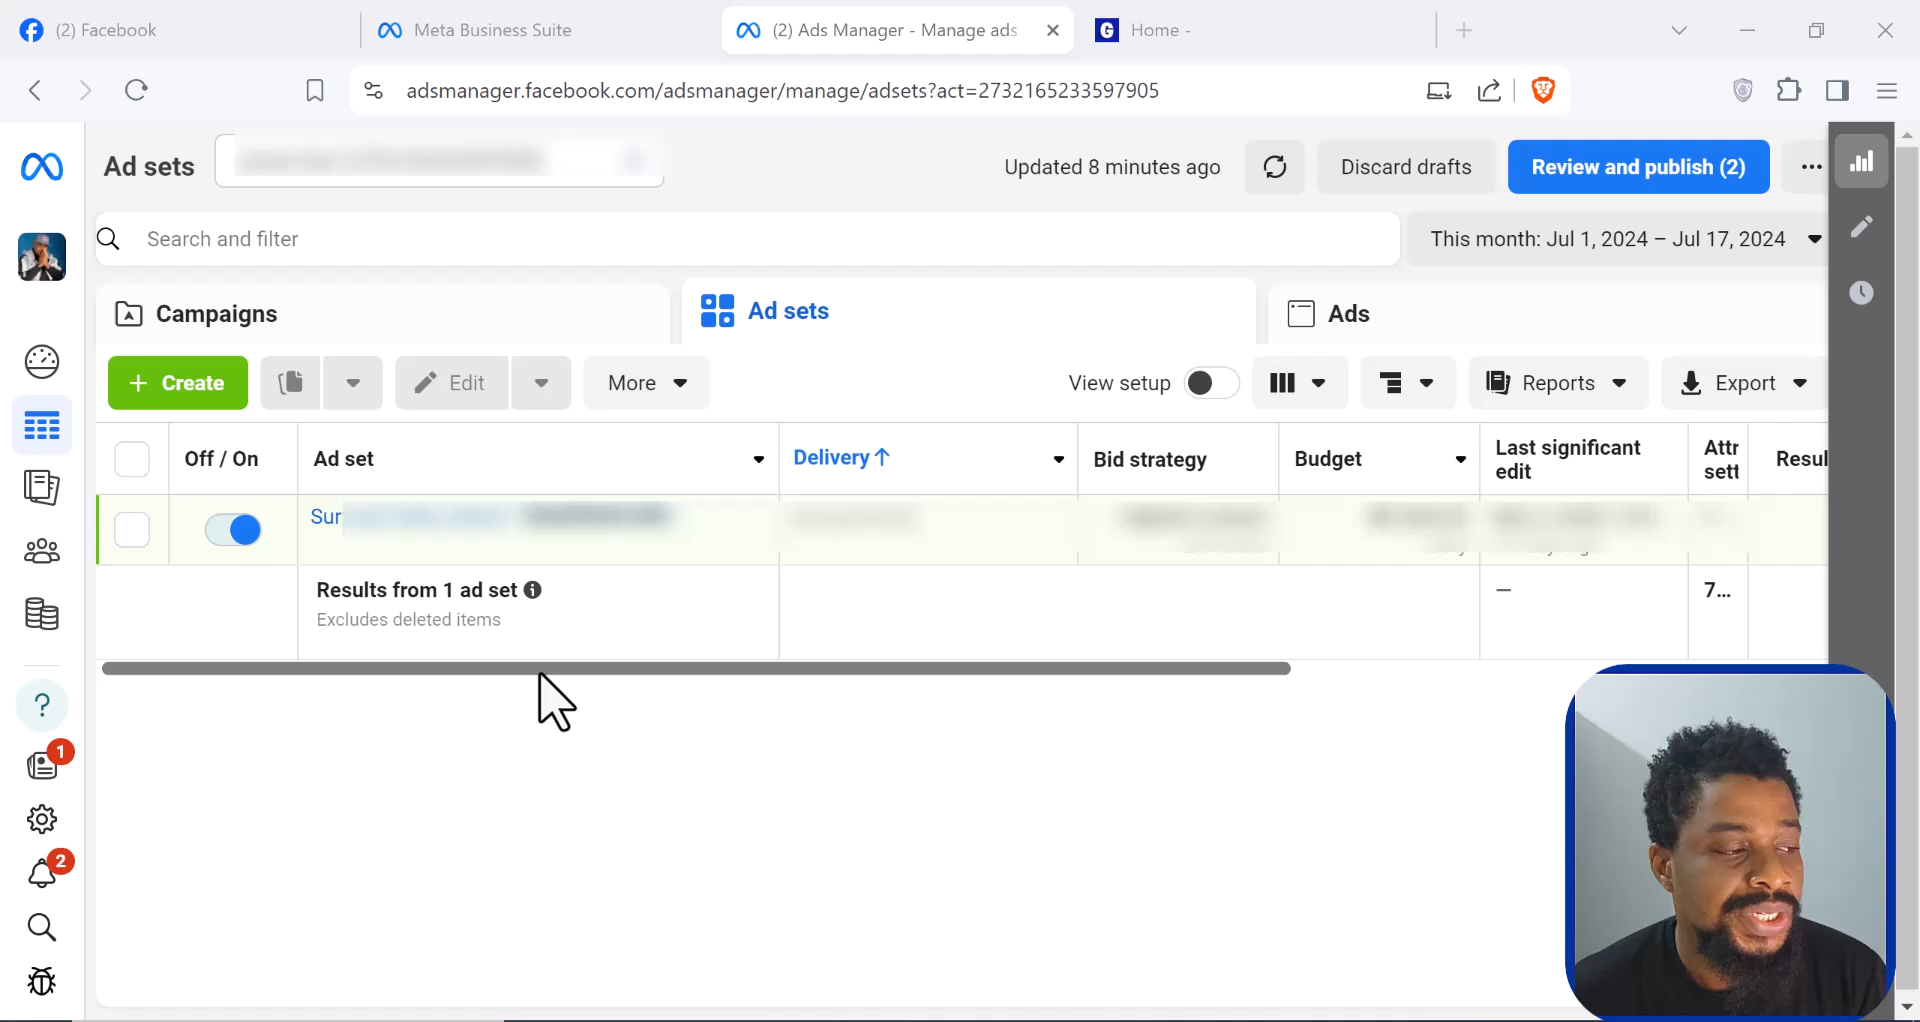 (2) Facebook
Meta Business Suite
(2) Ads Manager - Manage ads
G Home -
adsmanager.facebook.com/adsmanager/manage/adsets?act=2732165233597905
Ad sets
Updated 8 minutes ago
Discard drafts
Review and publish (2)
Search and filter
This month: Jul 1, 2024 – Jul 17, 2024
Campaigns
Ad sets
Ads
+ Create
Edit
More
View setup
Reports
Export
Off / On
Ad set
Delivery↑
Bid strategy
Budget
Last significant
edit
Attr
sett
Resul
Sur
Results from 1 ad set
Excludes deleted items
—
7...
?
1
2